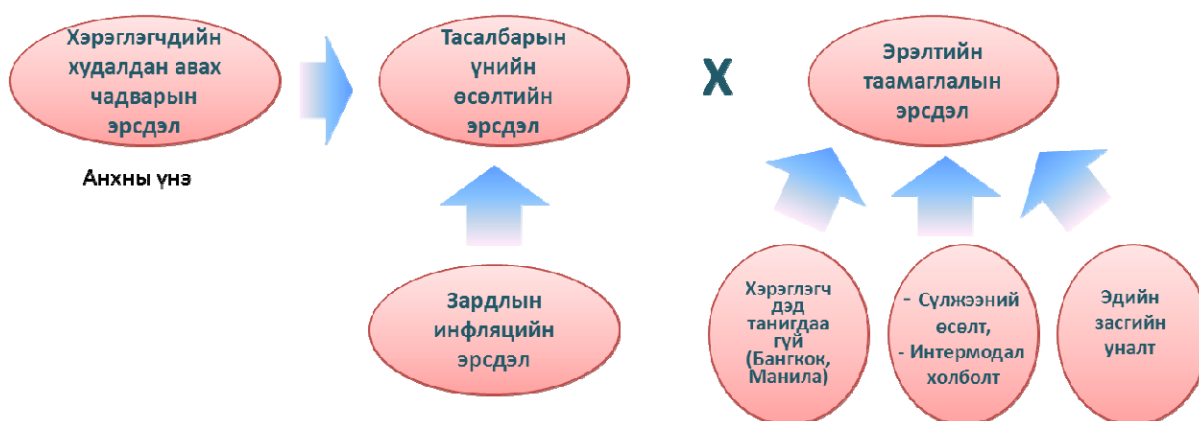 Хэрэглэгчдийн
худалдан авах
чадварын
эрсдэл
Тасалбарын
үнийн
өсөлтийн
эрсдэл
X
Эрэлтийн
таамаглалын
эрсдэл
Анхны үнэ
Зардлын
инфляцийн
эрсдэл
Хэрэглэгч
дэд
танигдаа
гүй
(Бангкок,
Манила)
- Сүлжээний
өсөлт,
- Интермодал
холболт
Эдийн
засгийн
уналт